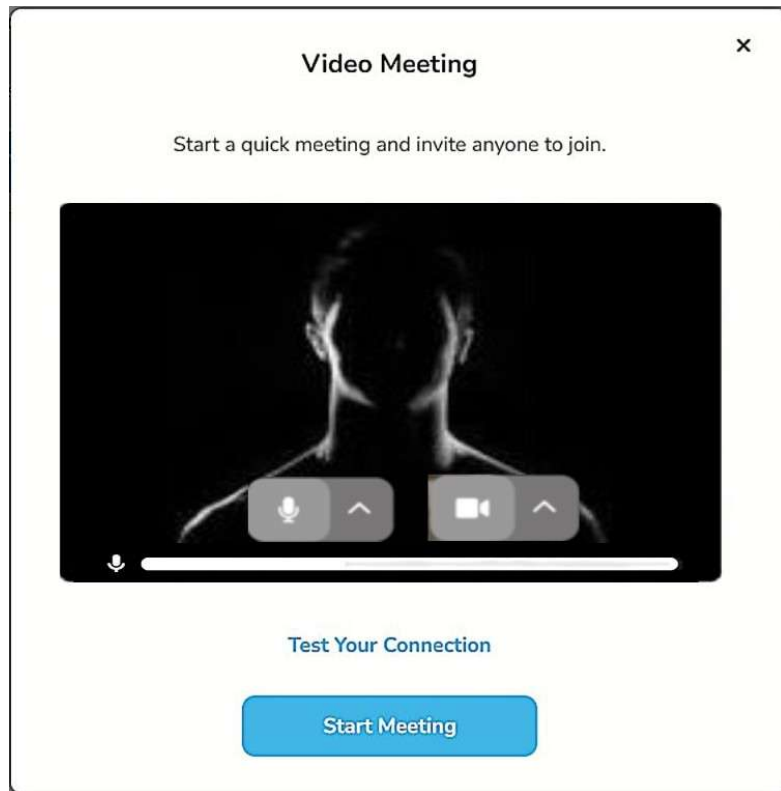 Video Meeting
Start a quick meeting and invite anyone to join.
Test Your Connection
Start Meeting